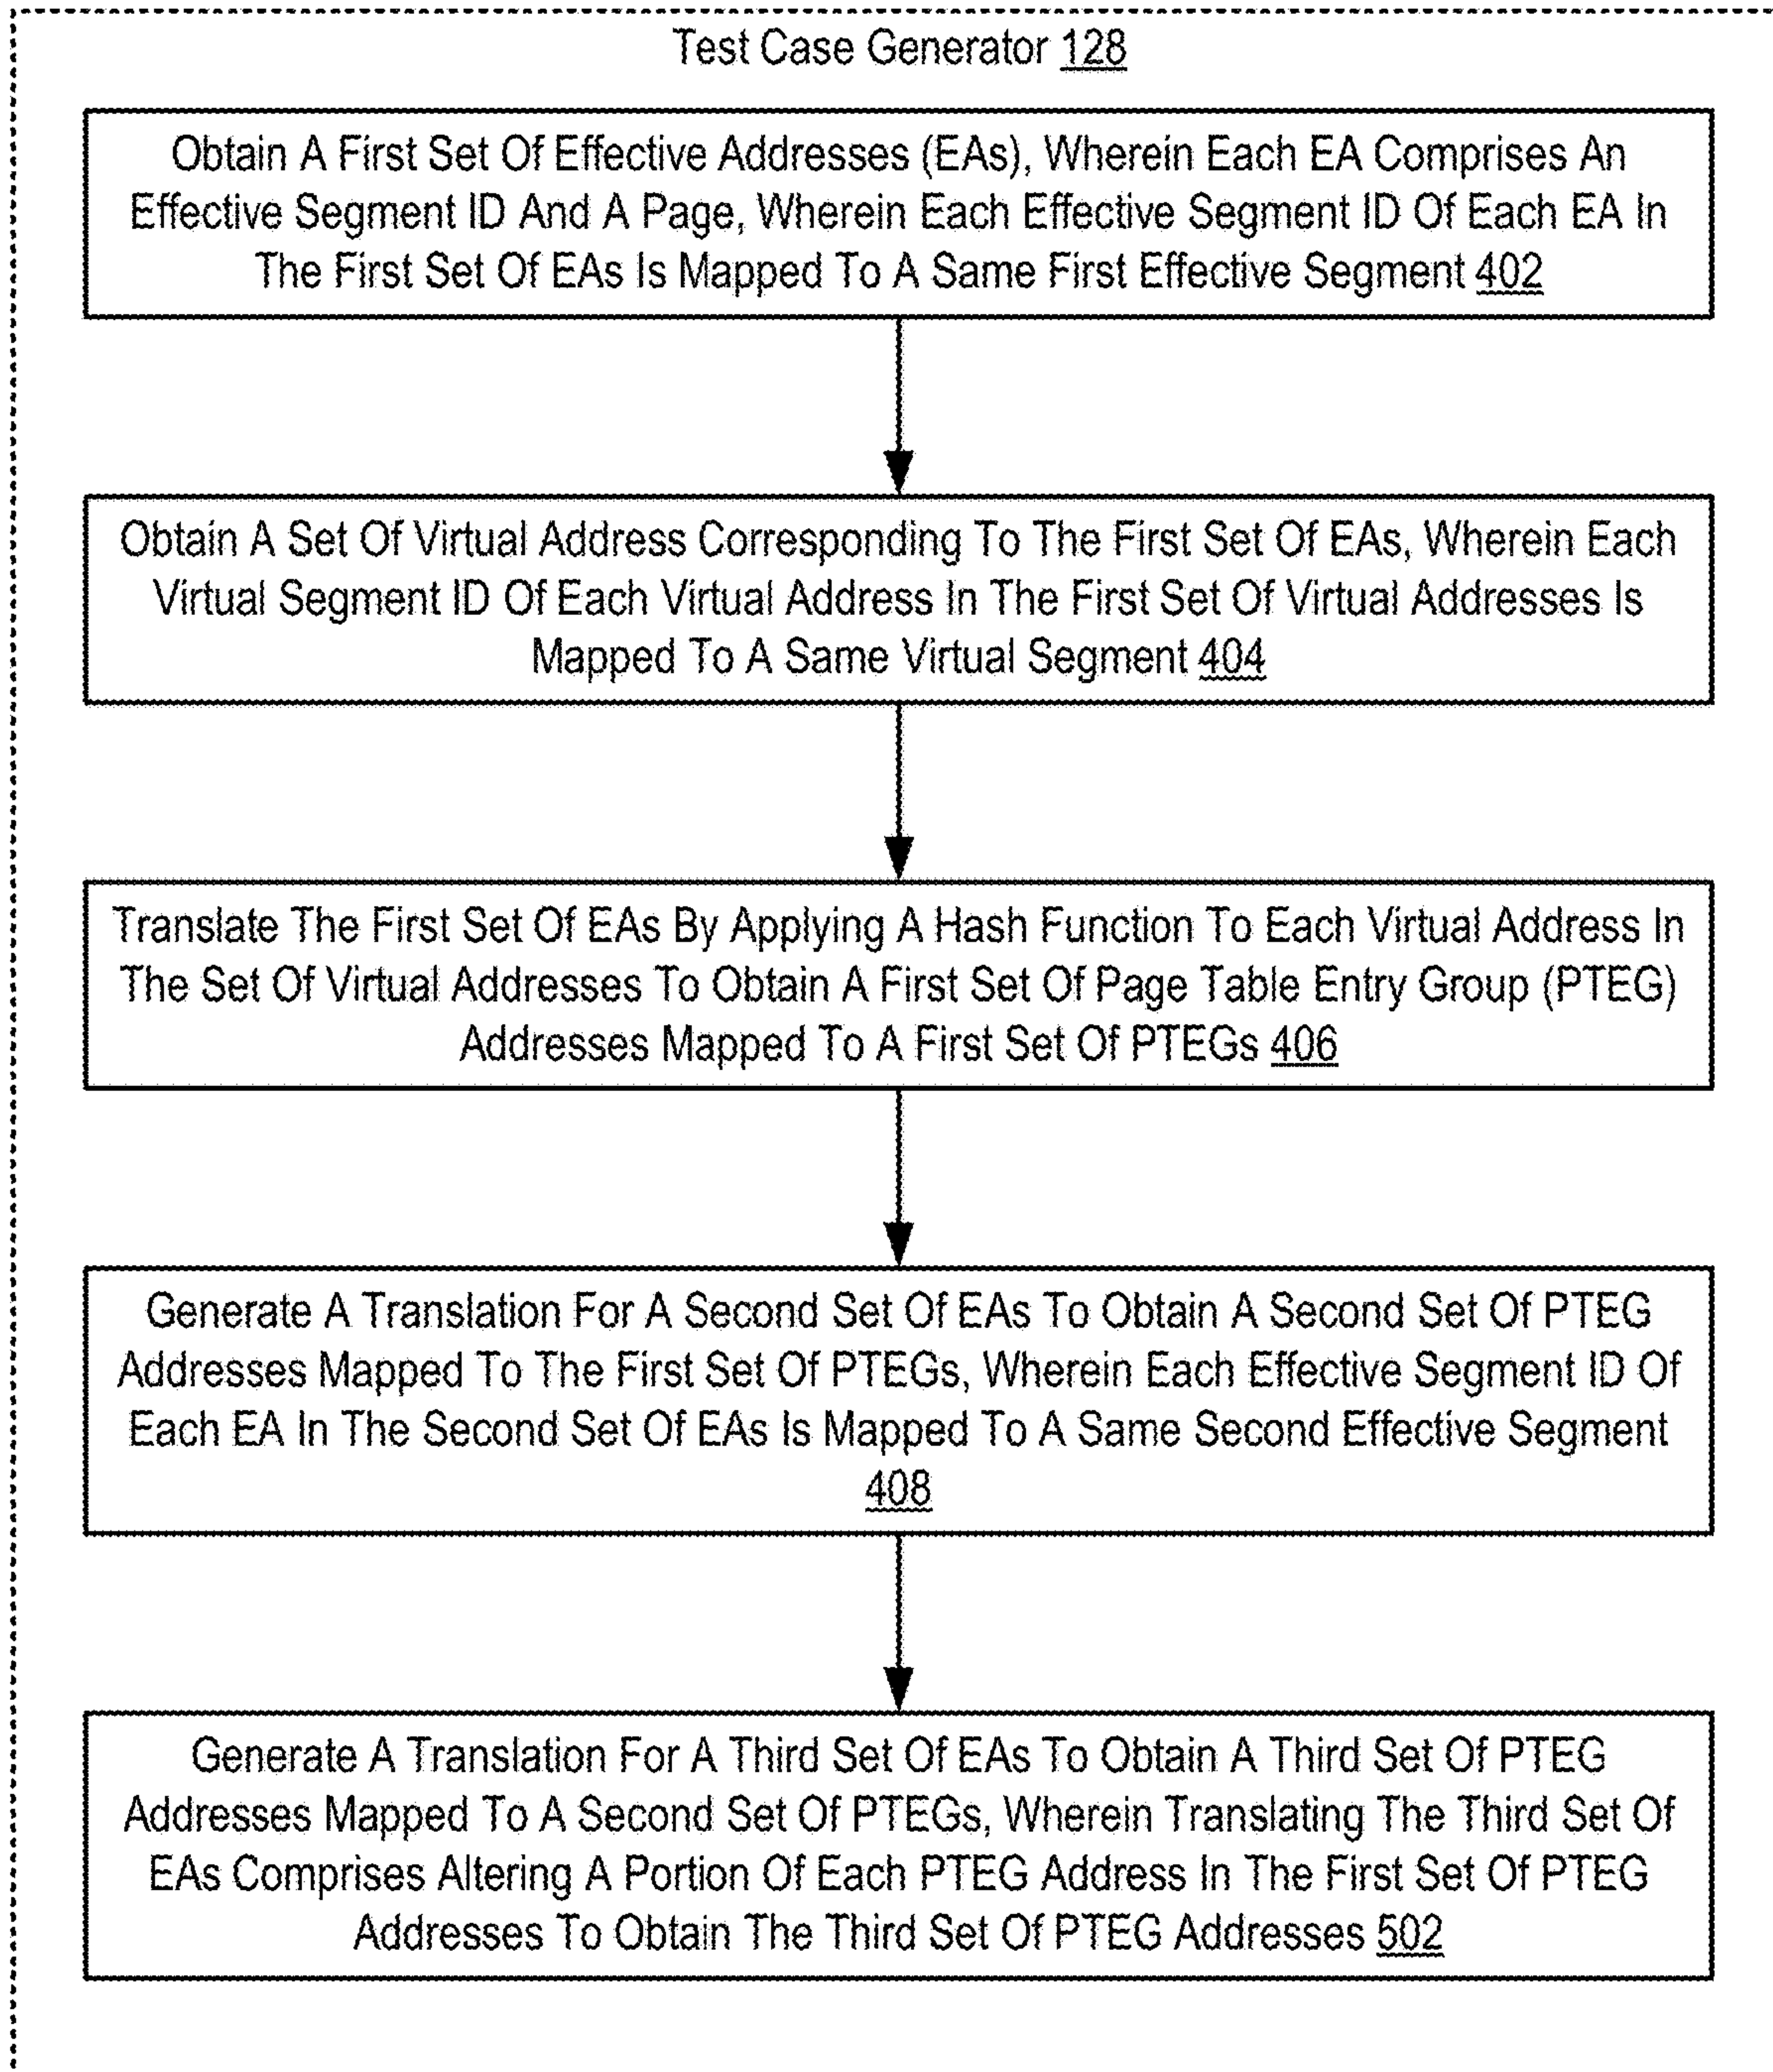 Test Case Generator 128
Obtain A First Set Of Effective Addresses (EAs), Wherein Each EA Comprises An
Effective Segment ID And A Page, Wherein Each Effective Segment ID Of Each EA In
The First Set Of EAs Is Mapped To A Same First Effective Segment 402
Obtain A Set Of Virtual Address Corresponding To The First Set Of EAs, Wherein Each
Virtual Segment ID Of Each Virtual Address In The First Set Of Virtual Addresses Is
Mapped To A Same Virtual Segment 404
Translate The First Set Of EAs By Applying A Hash Function To Each Virtual Address In
The Set Of Virtual Addresses To Obtain A First Set Of Page Table Entry Group (PTEG)
Addresses Mapped To A First Set Of PTEGs 406
Generate A Translation For A Second Set Of EAs To Obtain A Second Set Of PTEG
Addresses Mapped To The First Set Of PTEGs, Wherein Each Effective Segment ID Of
Each EA In The Second Set Of EAs Is Mapped To A Same Second Effective Segment
408
Generate A Translation For A Third Set Of EAs To Obtain A Third Set Of PTEG
Addresses Mapped To A Second Set Of PTEGs, Wherein Translating The Third Set Of
EAs Comprises Altering A Portion Of Each PTEG Address In The First Set Of PTEG
Addresses To Obtain The Third Set Of PTEG Addresses 502